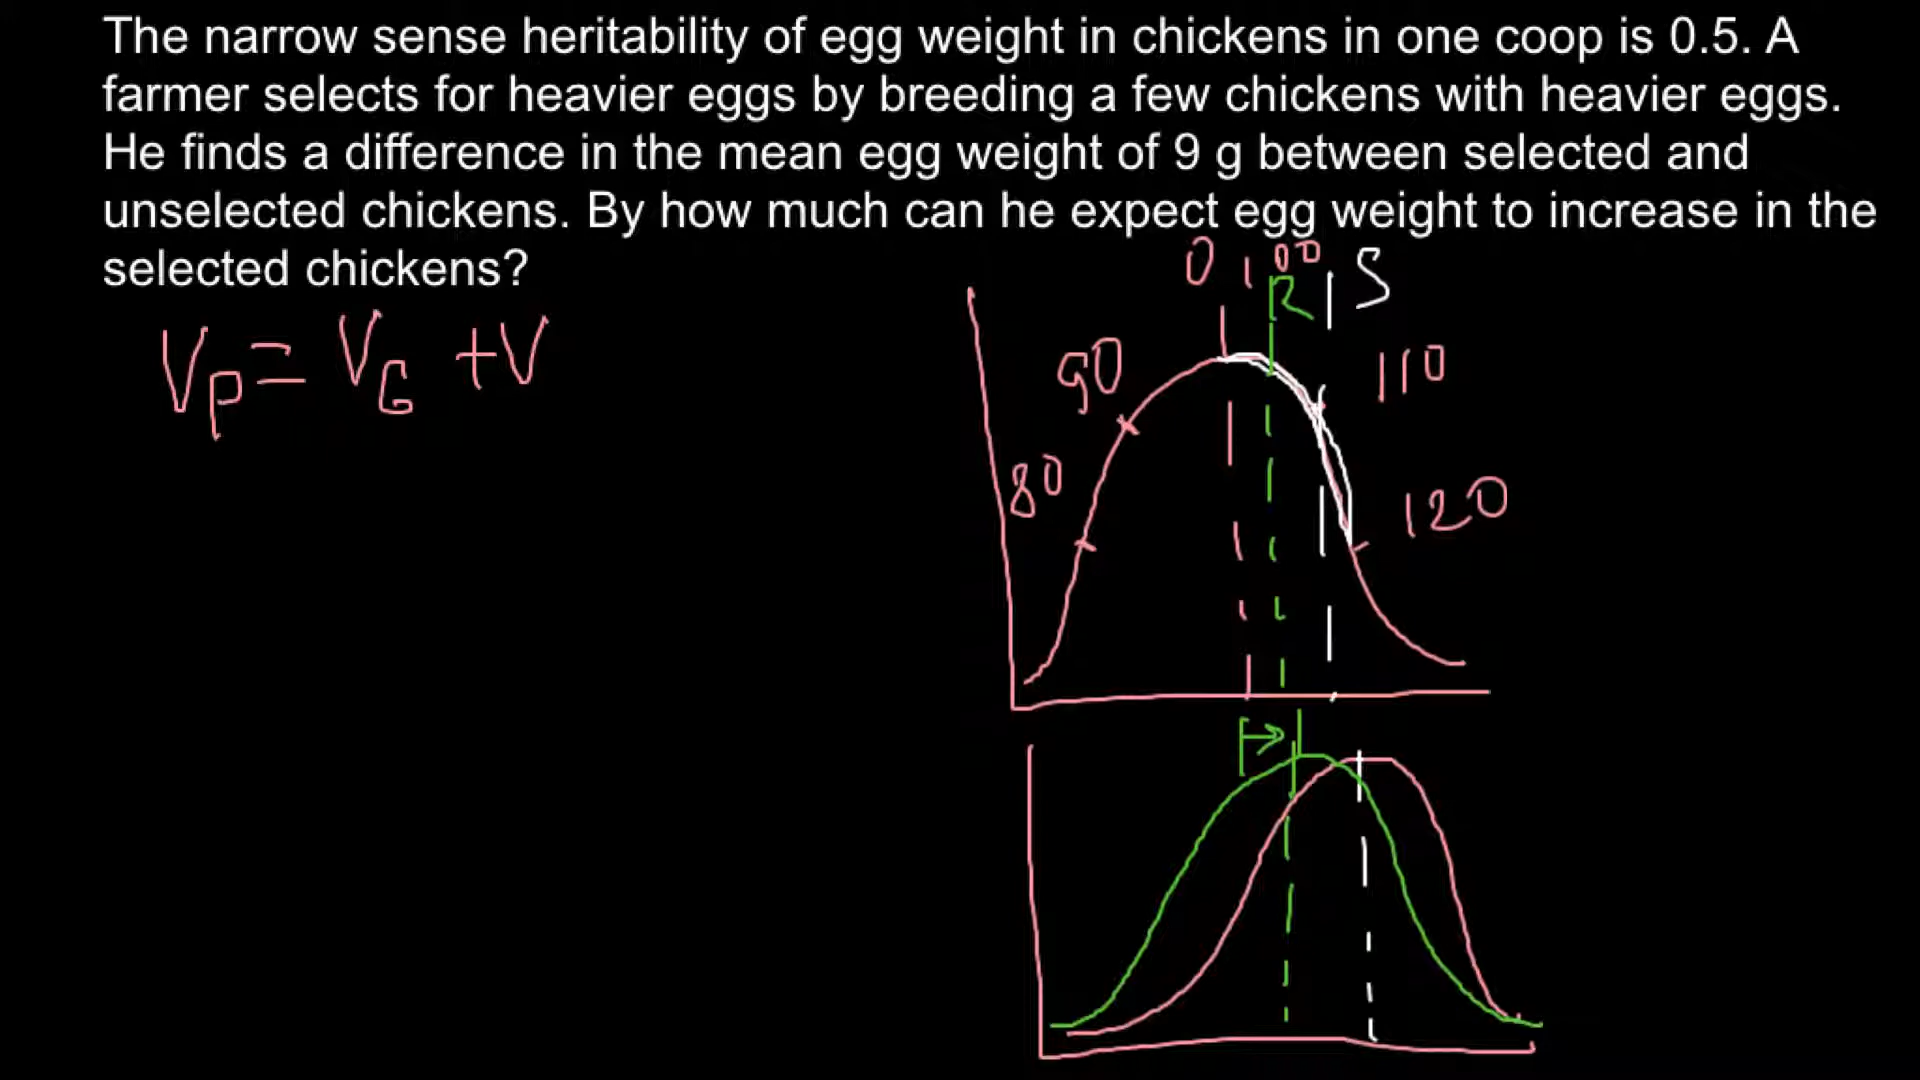 The narrow sense heritability of egg weight in chickens in one coop is 0.5. A
farmer selects for heavier eggs by breeding a few chickens with heavier eggs.
He finds a difference in the mean egg weight of 9 g between selected and
unselected chickens. By how much can he expect egg weight to increase in the
selected chickens?
0 100
R S
VP = VG + V
90
110
80
120